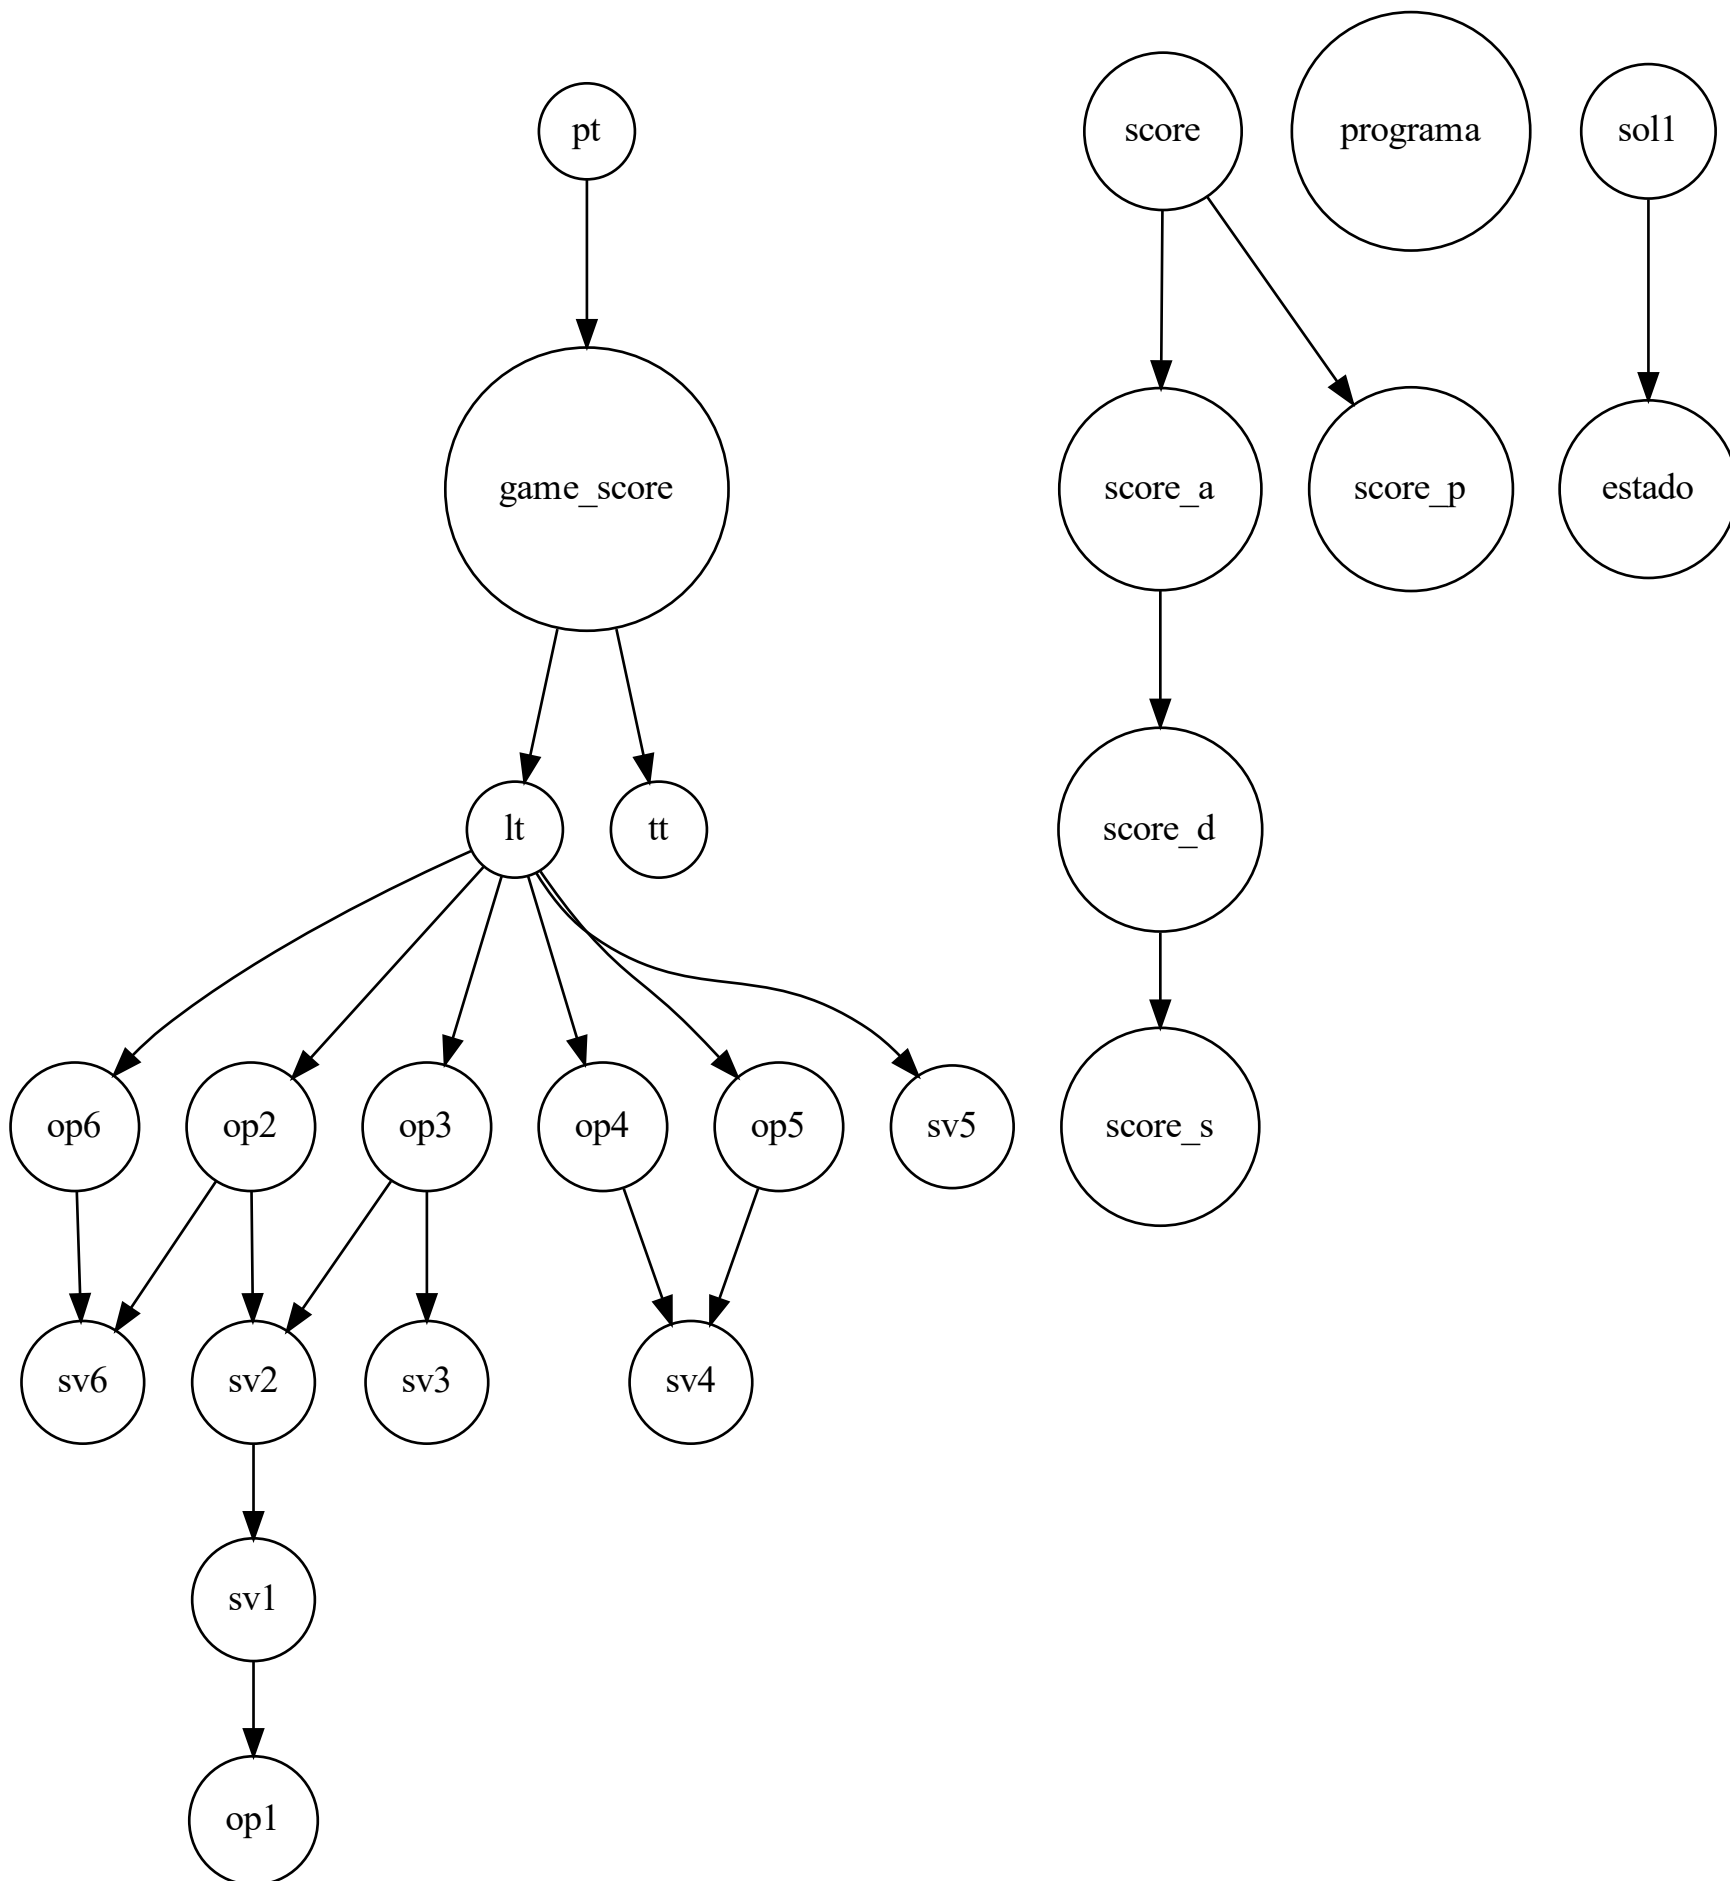 pt
score
programa
sol1
game_score
score_a
score_p
estado
lt
tt
score_d
op6
op2
op3
op4
op5
sv5
score_s
sv6
sv2
sv3
sv4
sv1
op1